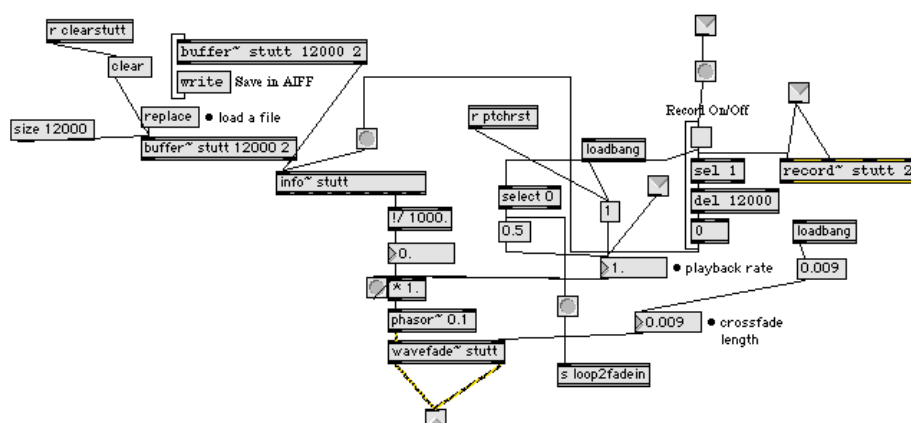 r clearstutt
buffer~ stutt 12000 2
clear
write Save in AIFF
replace ● load a file
size 12000
buffer~ stutt 12000 2
info~ stutt
!/ 1000.
0.
* 1.
phasor~ 0.1
wavefade~ stutt
r ptchrst
loadbang
select 0
1
0.5
1. ● playback rate
Record On/Off
sel 1
record~ stutt 2
del 12000
0
loadbang
0.009
0.009 ● crossfade
length
s loop2fadein